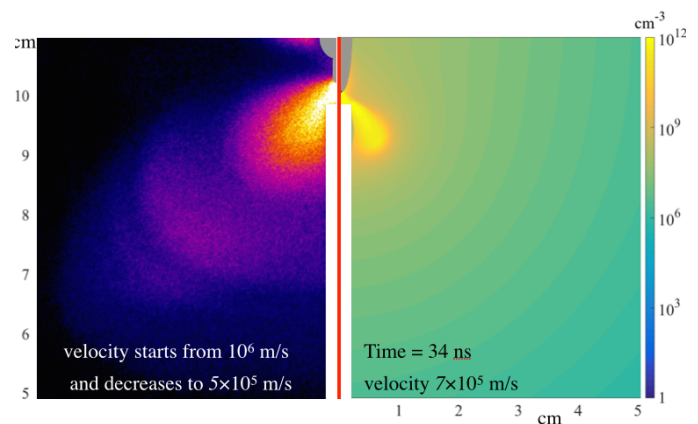 cm
10
9
8
7
6
5
velocity starts from 10⁶ m/s
and decreases to 5×10⁵ m/s
Time = 34 ns
velocity 7×10⁵ m/s
1 2 3 4 5
cm
cm⁻³
10¹²
10⁹
10⁶
10³
1